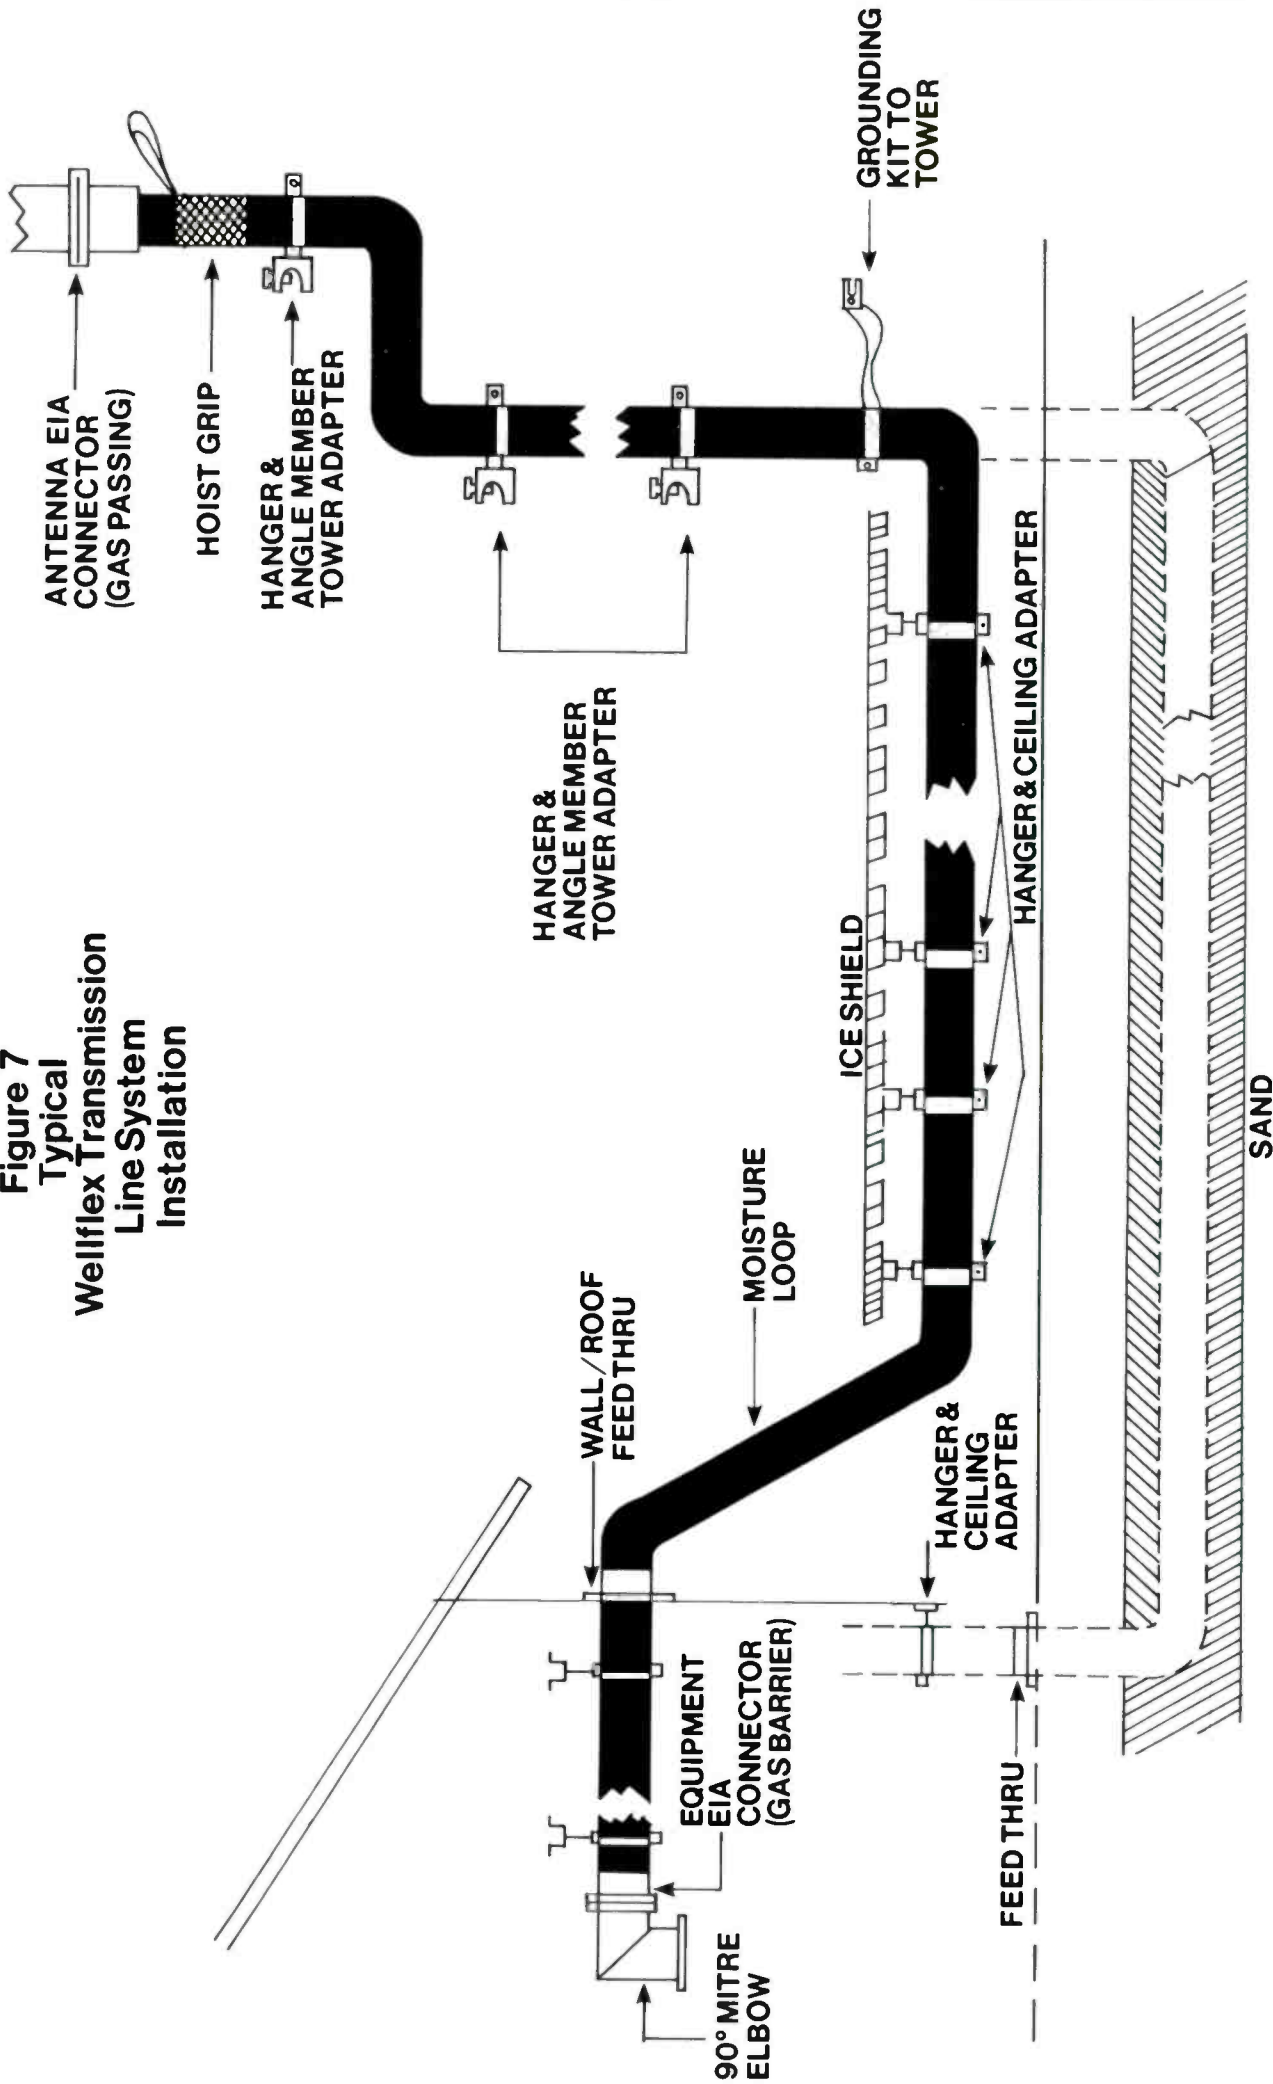 Figure 7
Typical
Wellflex Transmission
Line System
Installation
ANTENNA EIA
CONNECTOR
(GAS PASSING)
HOIST GRIP
HANGER &
ANGLE MEMBER
TOWER ADAPTER
HANGER &
ANGLE MEMBER
TOWER ADAPTER
GROUNDING
KIT TO
TOWER
WALL/ROOF
FEEDTHRU
MOISTURE
LOOP
ICE SHIELD
HANGER & CEILING ADAPTER
HANGER &
CEILING
ADAPTER
EQUIPMENT
EIA
CONNECTOR
(GAS BARRIER)
90° MITRE
ELBOW
FEED THRU
SAND